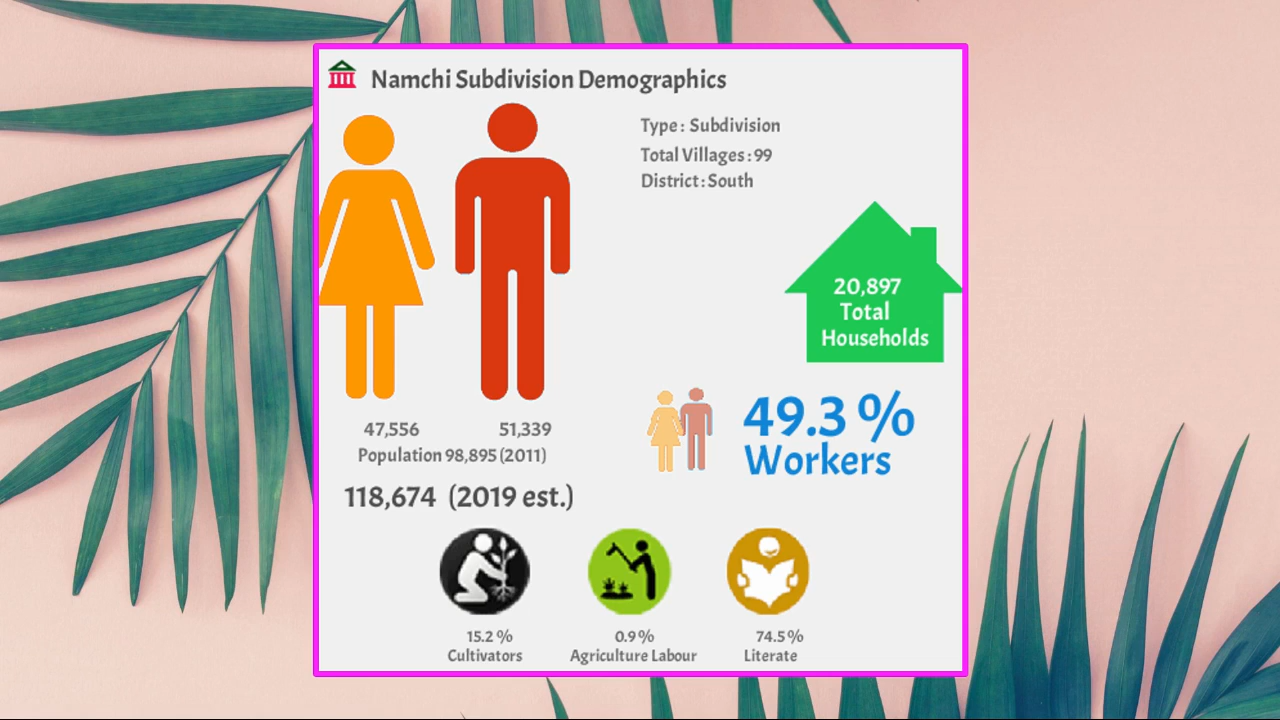 Namchi Subdivision Demographics
Type : Subdivision
Total Villages : 99
District : South
20,897
Total
Households
47,556 51,339
Population 98,895 (2011)
118,674 (2019 est.)
49.3 %
Workers
15.2 % 0.9 % 74.5 %
Cultivators Agriculture Labour Literate